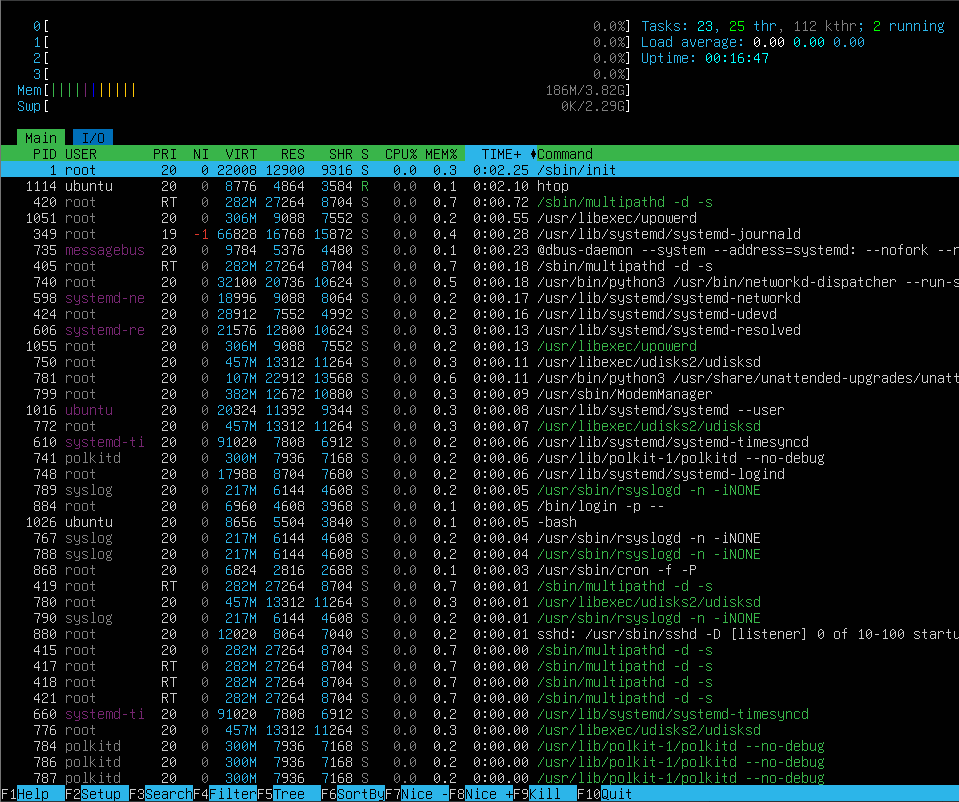 0[ 0.0%] Tasks: 23, 25 thr, 112 kthr; 2 running
1[ 0.0%] Load average: 0.00 0.00 0.00
2[ 0.0%] Uptime: 00:16:47
3[ 0.0%]
Mem[||||||||||| 186M/3.82G]
Swp[ 0K/2.29G]
Main I/O
PID USER PRI NI VIRT RES SHR S CPU% MEM% TIME+ Command
1 root 20 0 22008 12900 9316 S 0.0 0.3 0:02.25 /sbin/init
1114 ubuntu 20 0 8776 4864 3584 R 0.0 0.1 0:02.10 htop
420 root RT 0 282M 27264 8704 S 0.0 0.7 0:00.72 /sbin/multipathd -d -s
1051 root 20 0 306M 9088 7552 S 0.0 0.2 0:00.55 /usr/libexec/upowerd
349 root 19 -1 66828 16768 15872 S 0.0 0.4 0:00.28 /usr/lib/systemd/systemd-journald
735 messagebus 20 0 9784 5376 4480 S 0.0 0.1 0:00.23 @dbus-daemon --system --address=systemd: --nofork --n
405 root RT 0 282M 27264 8704 S 0.0 0.7 0:00.18 /sbin/multipathd -d -s
740 root 20 0 32100 20736 10624 S 0.0 0.5 0:00.18 /usr/bin/python3 /usr/bin/networkd-dispatcher --run-s
598 systemd-ne 20 0 18996 9088 8064 S 0.0 0.2 0:00.17 /usr/lib/systemd/systemd-networkd
424 root 20 0 28912 7552 4992 S 0.0 0.2 0:00.16 /usr/lib/systemd/systemd-udevd
606 systemd-re 20 0 21576 12800 10624 S 0.0 0.3 0:00.13 /usr/lib/systemd/systemd-resolved
1055 root 20 0 306M 9088 7552 S 0.0 0.2 0:00.13 /usr/libexec/upowerd
750 root 20 0 457M 13312 11264 S 0.0 0.3 0:00.11 /usr/libexec/udisks2/udisksd
781 root 20 0 107M 22912 13568 S 0.0 0.6 0:00.11 /usr/bin/python3 /usr/share/unattended-upgrades/unatt
799 root 20 0 382M 12672 10880 S 0.0 0.3 0:00.09 /usr/sbin/ModemManager
1016 ubuntu 20 0 20324 11392 9344 S 0.0 0.3 0:00.08 /usr/lib/systemd/systemd --user
772 root 20 0 457M 13312 11264 S 0.0 0.3 0:00.07 /usr/libexec/udisks2/udisksd
610 systemd-ti 20 0 91020 7808 6912 S 0.0 0.2 0:00.06 /usr/lib/systemd/systemd-timesyncd
741 polkitd 20 0 300M 7936 7168 S 0.0 0.2 0:00.06 /usr/lib/polkit-1/polkitd --no-debug
748 root 20 0 17988 8704 7680 S 0.0 0.2 0:00.06 /usr/lib/systemd/systemd-logind
789 syslog 20 0 217M 6144 4608 S 0.0 0.2 0:00.05 /usr/sbin/rsyslogd -n -iNONE
884 root 20 0 6960 4608 3968 S 0.0 0.1 0:00.05 /bin/login -p --
1026 ubuntu 20 0 8656 5504 3840 S 0.0 0.1 0:00.05 -bash
767 syslog 20 0 217M 6144 4608 S 0.0 0.2 0:00.04 /usr/sbin/rsyslogd -n -iNONE
788 syslog 20 0 217M 6144 4608 S 0.0 0.2 0:00.04 /usr/sbin/rsyslogd -n -iNONE
868 root 20 0 6824 2816 2688 S 0.0 0.1 0:00.03 /usr/sbin/cron -f -P
419 root RT 0 282M 27264 8704 S 0.0 0.7 0:00.01 /sbin/multipathd -d -s
780 root 20 0 457M 13312 11264 S 0.0 0.3 0:00.01 /usr/libexec/udisks2/udisksd
790 syslog 20 0 217M 6144 4608 S 0.0 0.2 0:00.01 /usr/sbin/rsyslogd -n -iNONE
880 root 20 0 12020 8064 7040 S 0.0 0.2 0:00.01 sshd: /usr/sbin/sshd -D [listener] 0 of 10-100 startu
415 root 20 0 282M 27264 8704 S 0.0 0.7 0:00.00 /sbin/multipathd -d -s
417 root RT 0 282M 27264 8704 S 0.0 0.7 0:00.00 /sbin/multipathd -d -s
418 root RT 0 282M 27264 8704 S 0.0 0.7 0:00.00 /sbin/multipathd -d -s
421 root RT 0 282M 27264 8704 S 0.0 0.7 0:00.00 /sbin/multipathd -d -s
660 systemd-ti 20 0 91020 7808 6912 S 0.0 0.2 0:00.00 /usr/lib/systemd/systemd-timesyncd
776 root 20 0 457M 13312 11264 S 0.0 0.3 0:00.00 /usr/libexec/udisks2/udisksd
784 polkitd 20 0 300M 7936 7168 S 0.0 0.2 0:00.00 /usr/lib/polkit-1/polkitd --no-debug
786 polkitd 20 0 300M 7936 7168 S 0.0 0.2 0:00.00 /usr/lib/polkit-1/polkitd --no-debug
787 polkitd 20 0 300M 7936 7168 S 0.0 0.2 0:00.00 /usr/lib/polkit-1/polkitd --no-debug
F1Help F2Setup F3SearchF4FilterF5Tree F6SortByF7Nice -F8Nice +F9Kill F10Quit